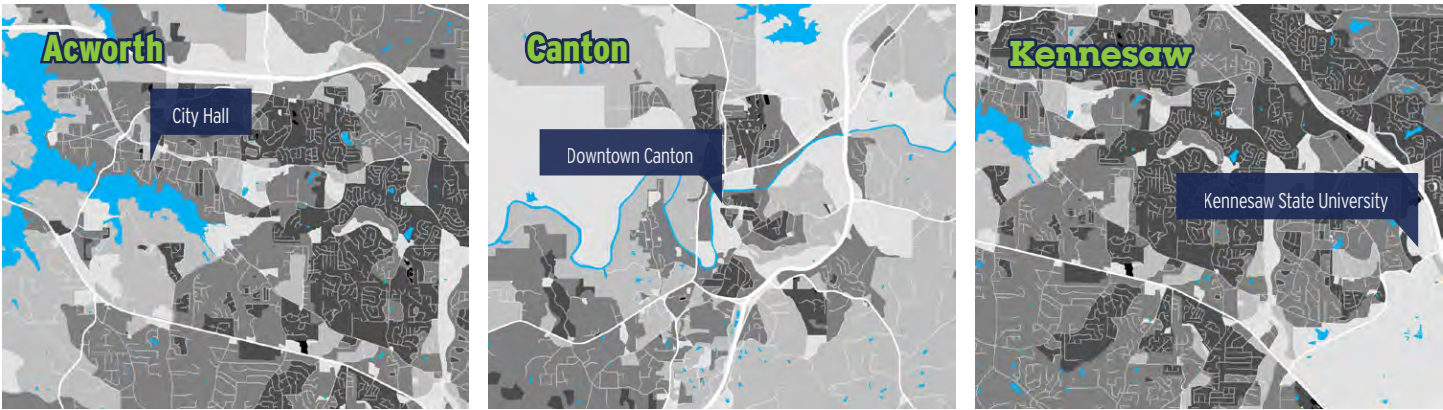 Acworth
City Hall
Canton
Downtown Canton
Kennesaw
Kennesaw State University